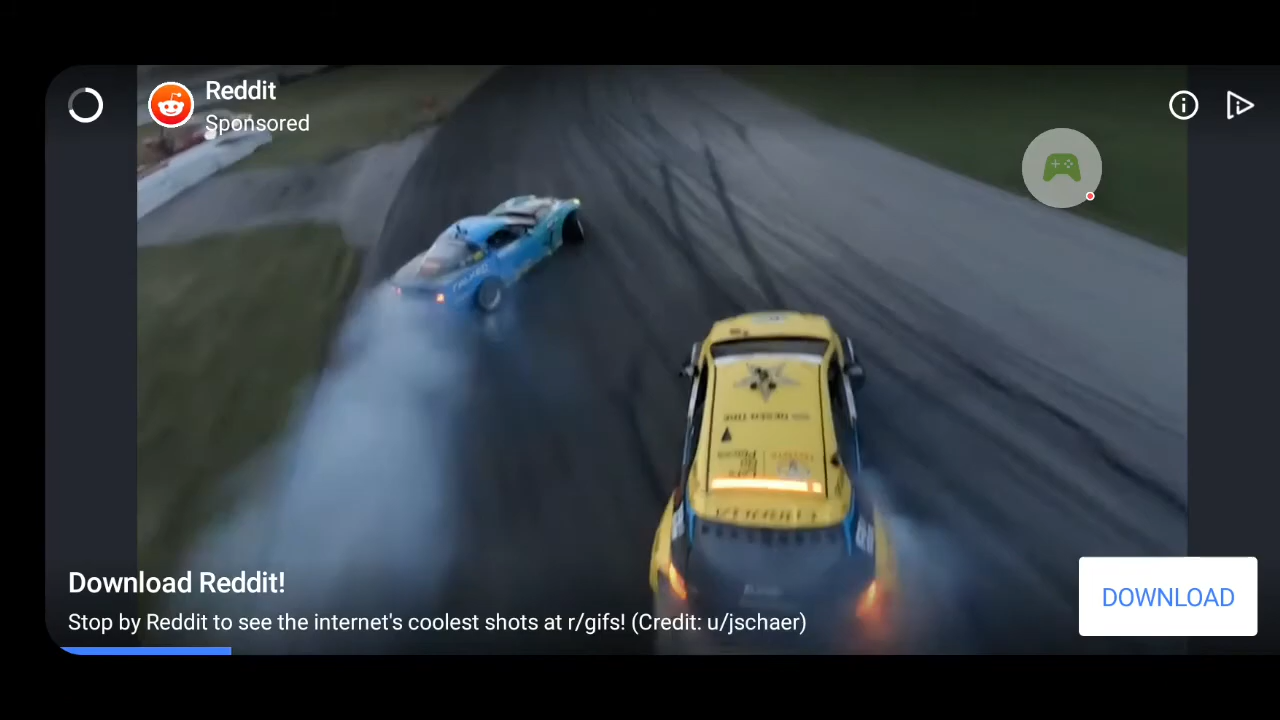 Reddit
Sponsored
Download Reddit!
Stop by Reddit to see the internet's coolest shots at r/gifs! (Credit: u/jschaer)
DOWNLOAD